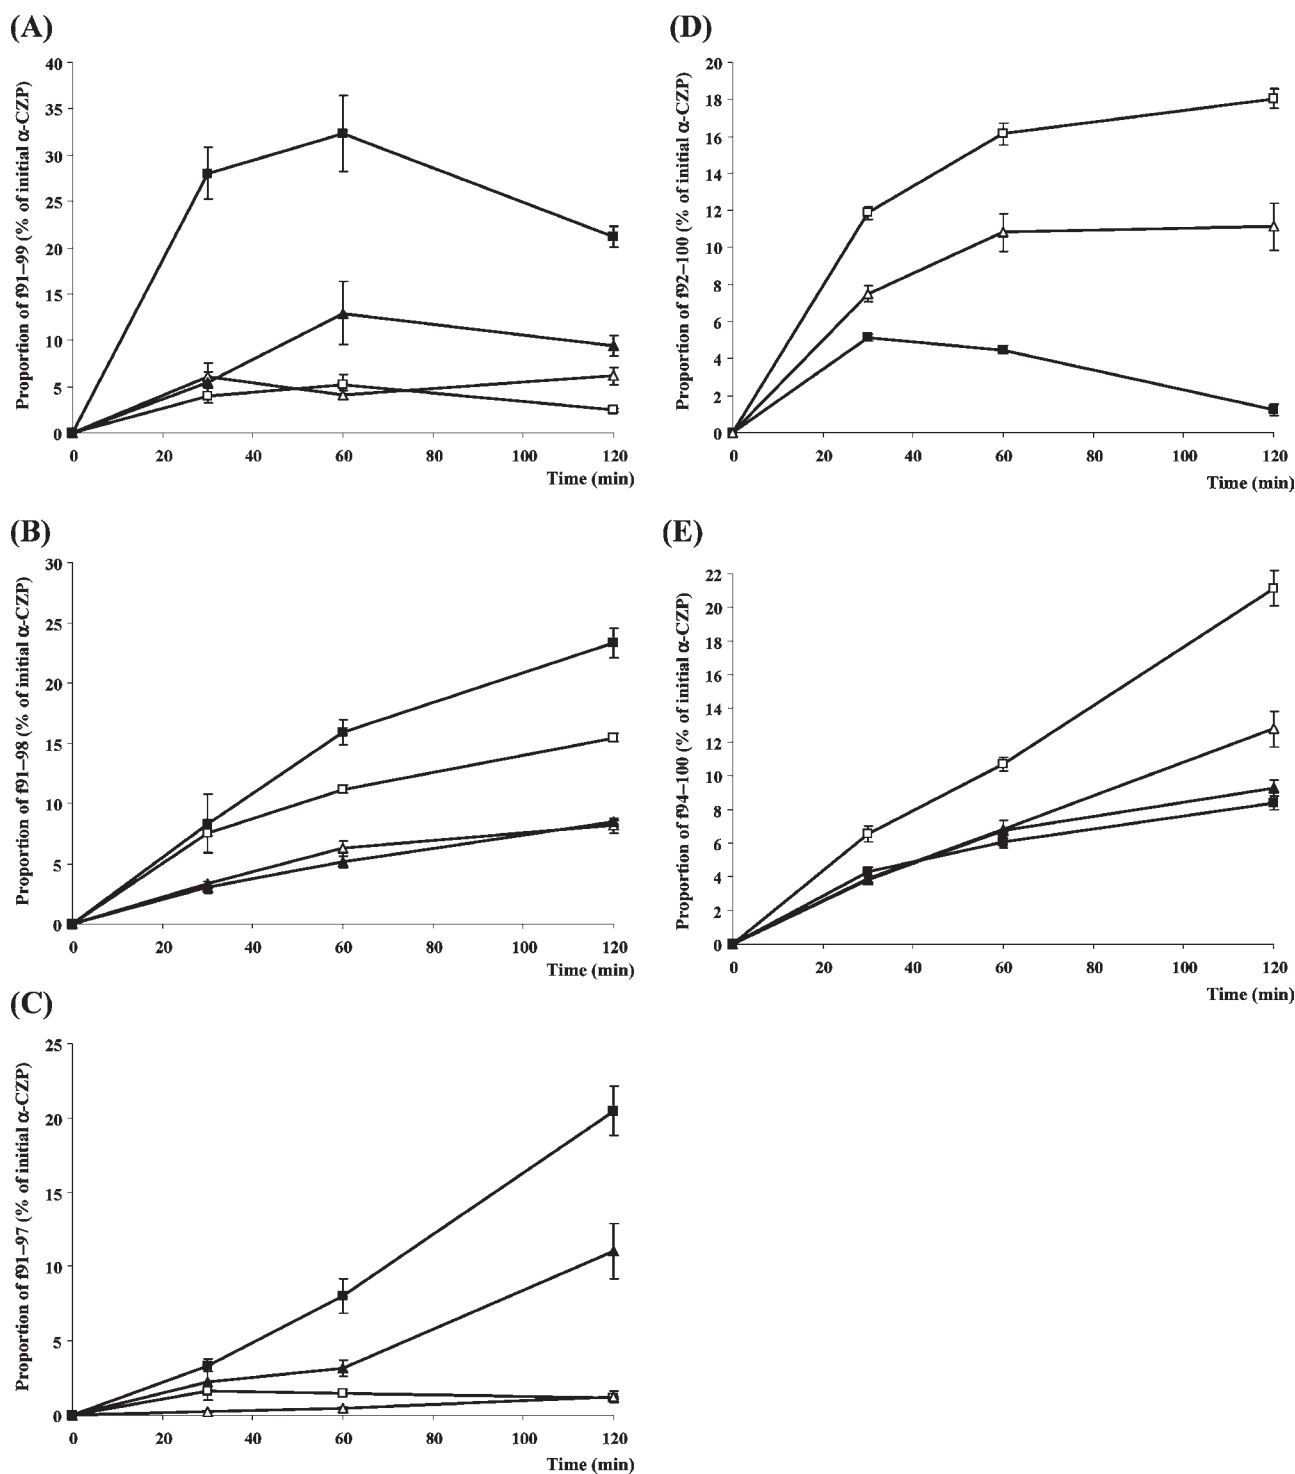 (A)
Proportion of f91–99 (% of initial α-CZP)
40
35
30
25
20
15
10
5
0
0 20 40 60 80 100 120
Time (min)
(B)
Proportion of f91–98 (% of initial α-CZP)
30
25
20
15
10
5
0
0 20 40 60 80 100 120
Time (min)
(C)
Proportion of f91–97 (% of initial α-CZP)
25
20
15
10
5
0
0 20 40 60 80 100 120
Time (min)
(D)
Proportion of f92–100 (% of initial α-CZP)
20
18
16
14
12
10
8
6
4
2
0
0 20 40 60 80 100 120
Time (min)
(E)
Proportion of f94–100 (% of initial α-CZP)
22
20
18
16
14
12
10
8
6
4
2
0
0 20 40 60 80 100 120
Time (min)